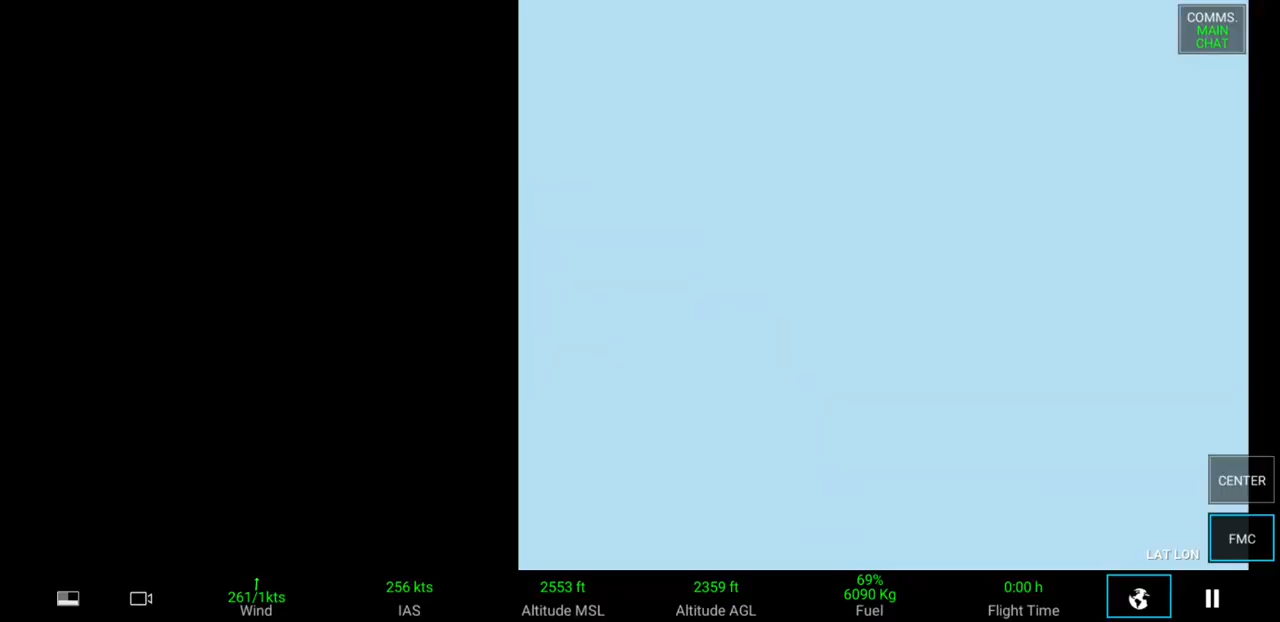 COMMS.
MAIN
CHAT
CENTER
FMC
LAT LON
261/1kts
Wind
256 kts
IAS
2553 ft
Altitude MSL
2359 ft
Altitude AGL
69%
6090 Kg
Fuel
0:00 h
Flight Time